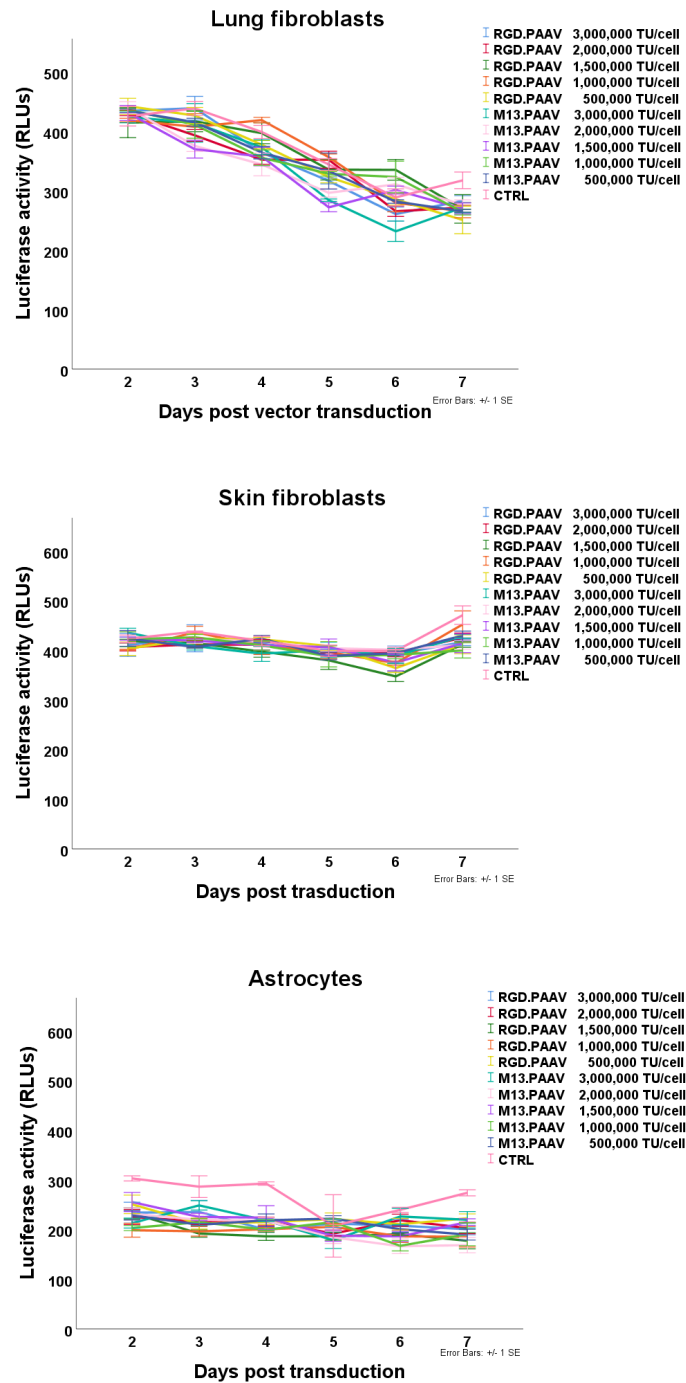 Lung fibroblasts
RGD.PAAV 3,000,000 TU/cell
RGD.PAAV 2,000,000 TU/cell
RGD.PAAV 1,500,000 TU/cell
RGD.PAAV 1,000,000 TU/cell
RGD.PAAV 500,000 TU/cell
M13.PAAV 3,000,000 TU/cell
M13.PAAV 2,000,000 TU/cell
M13.PAAV 1,500,000 TU/cell
M13.PAAV 1,000,000 TU/cell
M13.PAAV 500,000 TU/cell
CTRL
Luciferase activity (RLUs)
500
400
300
200
100
0
2 3 4 5 6 7
Error Bars: +/- 1 SE
Days post vector transduction
Skin fibroblasts
RGD.PAAV 3,000,000 TU/cell
RGD.PAAV 2,000,000 TU/cell
RGD.PAAV 1,500,000 TU/cell
RGD.PAAV 1,000,000 TU/cell
RGD.PAAV 500,000 TU/cell
M13.PAAV 3,000,000 TU/cell
M13.PAAV 2,000,000 TU/cell
M13.PAAV 1,500,000 TU/cell
M13.PAAV 1,000,000 TU/cell
M13.PAAV 500,000 TU/cell
CTRL
Luciferase activity (RLUs)
600
500
400
300
200
100
0
2 3 4 5 6 7
Error Bars: +/- 1 SE
Days post trasduction
Astrocytes
RGD.PAAV 3,000,000 TU/cell
RGD.PAAV 2,000,000 TU/cell
RGD.PAAV 1,500,000 TU/cell
RGD.PAAV 1,000,000 TU/cell
RGD.PAAV 500,000 TU/cell
M13.PAAV 3,000,000 TU/cell
M13.PAAV 2,000,000 TU/cell
M13.PAAV 1,500,000 TU/cell
M13.PAAV 1,000,000 TU/cell
M13.PAAV 500,000 TU/cell
CTRL
Luciferase activity (RLUs)
600
500
400
300
200
100
0
2 3 4 5 6 7
Error Bars: +/- 1 SE
Days post transduction